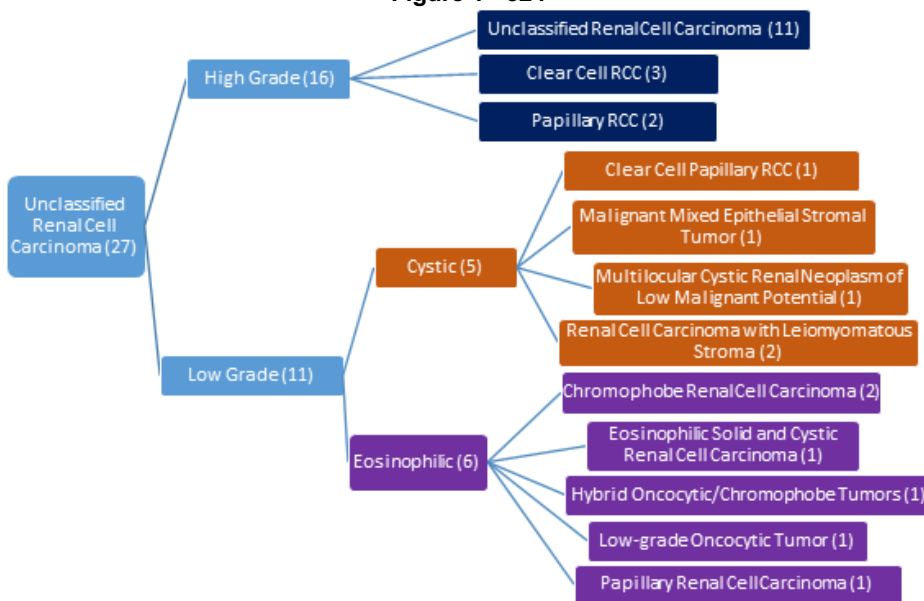 Figure 1
Unclassified Renal Cell Carcinoma (11)
High Grade (16)
Clear Cell RCC (3)
Papillary RCC (2)
Unclassified
Renal Cell
Carcinoma (27)
Clear Cell Papillary RCC (1)
Malignant Mixed Epithelial Stromal
Tumor (1)
Cystic (5)
Multilocular Cystic Renal Neoplasm of
Low Malignant Potential (1)
Renal Cell Carcinoma with Leiomyomatous
Stroma (2)
Low Grade (11)
Chromophobe Renal Cell Carcinoma (2)
Eosinophilic Solid and Cystic
Renal Cell Carcinoma (1)
Eosinophilic (6)
Hybrid Oncocytic/Chromophobe Tumors (1)
Low-grade Oncocytic Tumor (1)
Papillary Renal Cell Carcinoma (1)